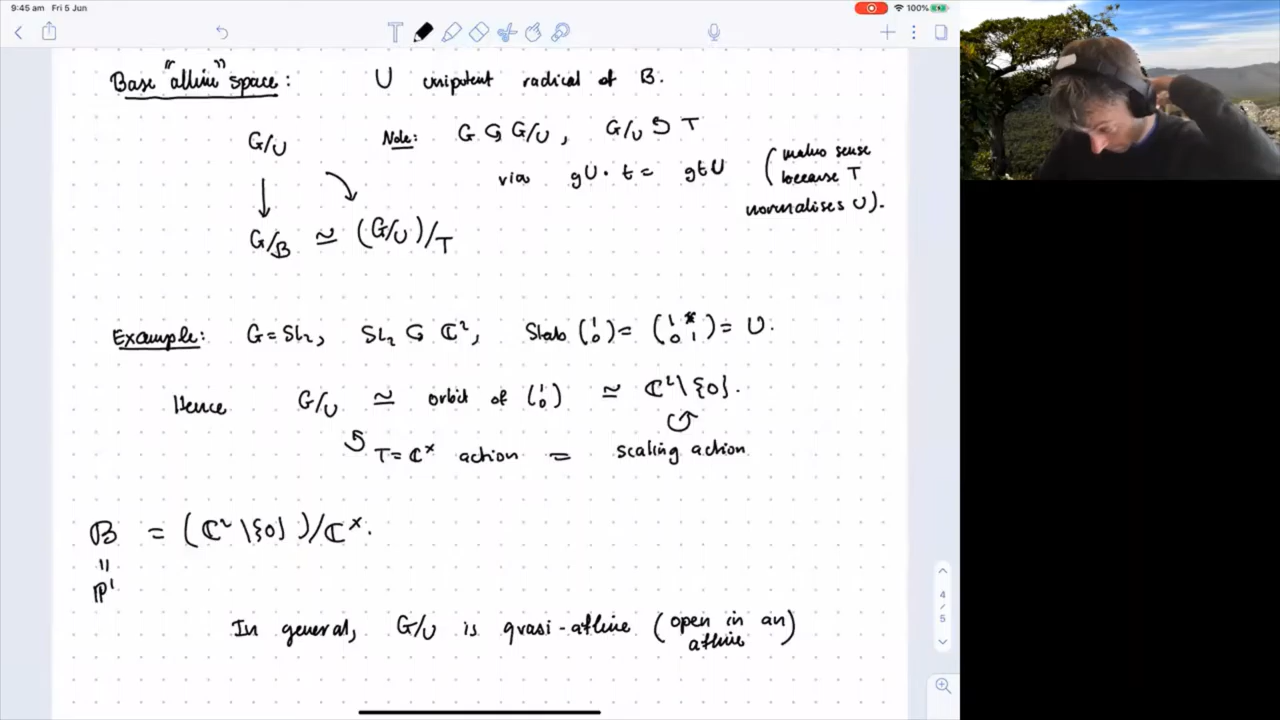 9:45 am Fri 5 Jun
100%
Base "affine" space: U unipotent radical of B.
G/U Note: G ↻ G/U, G/U ↺ T
via gU · t = gtU (makes sense because T normalises U).
G/B ≃ (G/U)/T
Example: G = SL₂, SL₂ ↻ ℂ², Stab (1 0) = (1 * 0 1) = U.
Hence G/U ≃ orbit of (1 0) ≃ ℂ² \ {0}.
↺ T = ℂˣ action = scaling action
B = (ℂ² \ {0})/ℂˣ.
"
ℙ¹
In general, G/U is quasi-affine (open in an affine)
4
/
5